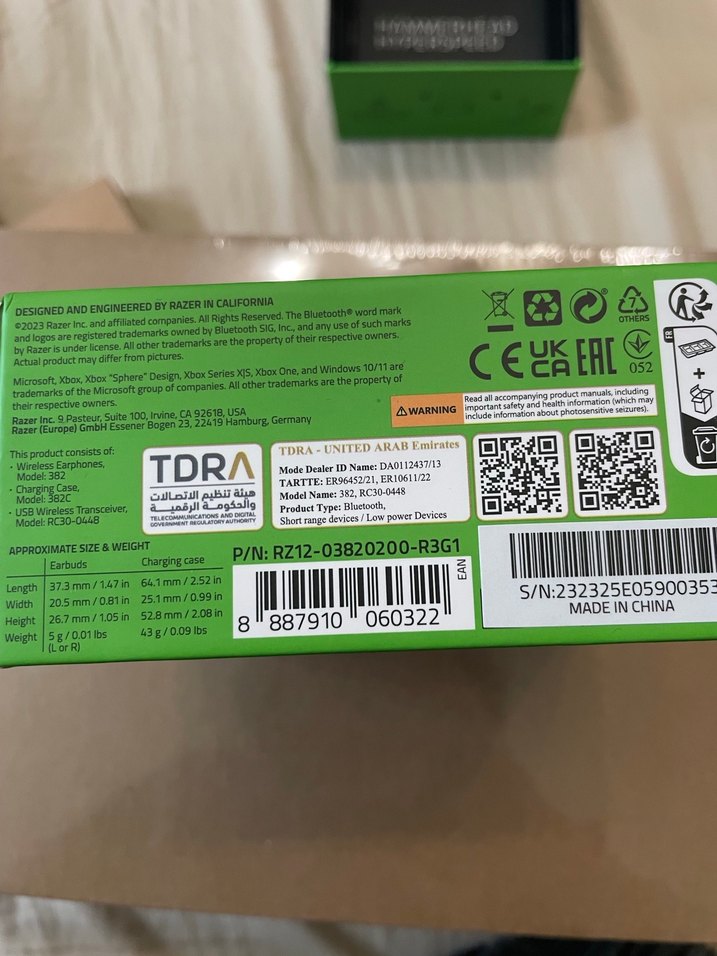 HAMMERHEAD
HYPERSPEED
DESIGNED AND ENGINEERED BY RAZER IN CALIFORNIA
©2023 Razer Inc. and affiliated companies. All Rights Reserved. The Bluetooth® word mark
and logos are registered trademarks owned by Bluetooth SIG, Inc., and any use of such marks
by Razer is under license. All other trademarks are the property of their respective owners.
Actual product may differ from pictures.
Microsoft, Xbox, Xbox "Sphere" Design, Xbox Series X|S, Xbox One, and Windows 10/11 are
trademarks of the Microsoft group of companies. All other trademarks are the property of
their respective owners.
Razer Inc. 9 Pasteur, Suite 100, Irvine, CA 92618, USA
Razer (Europe) GmbH Essener Bogen 23, 22419 Hamburg, Germany
7
OTHERS
CE UK CA EAC
052
FR
+
WARNING
Read all accompanying product manuals, including
important safety and health information (which may
include information about photosensitive seizures).
This product consists of:
• Wireless Earphones,
Model: 382
• Charging Case,
Model: 382C
• USB Wireless Transceiver,
Model: RC30-0448
TDRA
هيئة تنظيم الاتصالات
والحكومة الرقمية
TELECOMMUNICATIONS AND DIGITAL
GOVERNMENT REGULATORY AUTHORITY
TDRA - UNITED ARAB Emirates
Mode Dealer ID Name: DA0112437/13
TARTTE: ER96452/21, ER10611/22
Model Name: 382, RC30-0448
Product Type: Bluetooth,
Short range devices / Low power Devices
APPROXIMATE SIZE & WEIGHT
Earbuds Charging case
Length 37.3 mm / 1.47 in 64.1 mm / 2.52 in
Width 20.5 mm / 0.81 in 25.1 mm / 0.99 in
Height 26.7 mm / 1.05 in 52.8 mm / 2.08 in
Weight 5 g / 0.01 lbs 43 g / 0.09 lbs
(L or R)
P/N: RZ12-03820200-R3G1
EAN
8 887910 060322
S/N:232325E05900353
MADE IN CHINA